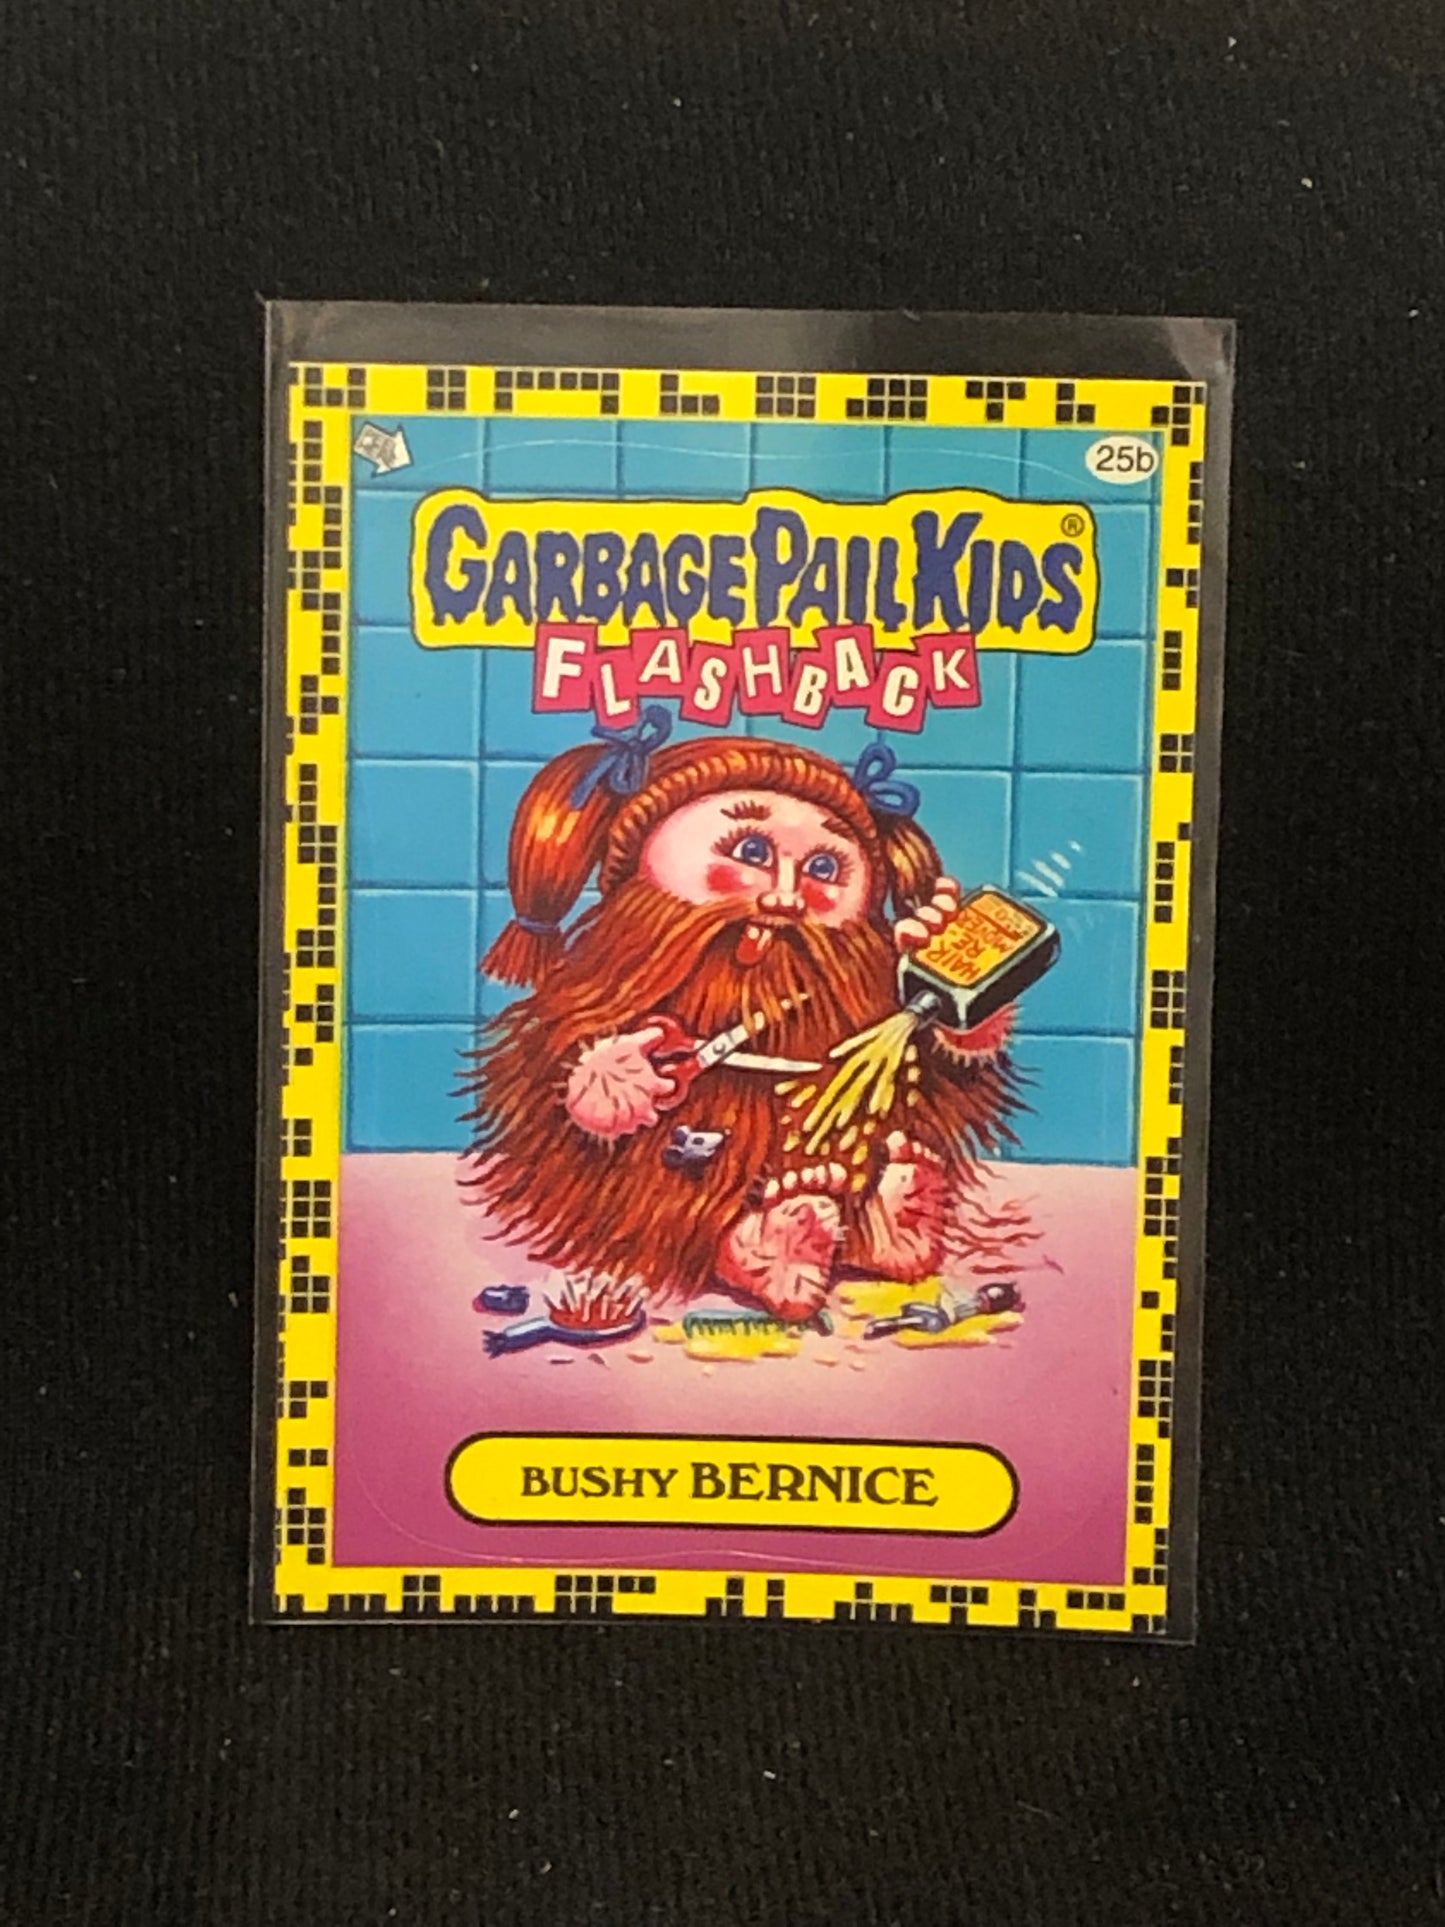 25b
GARBAGE PAIL KIDS®
FLASHBACK
HAIR
RE
MOVER
BUSHY BERNICE